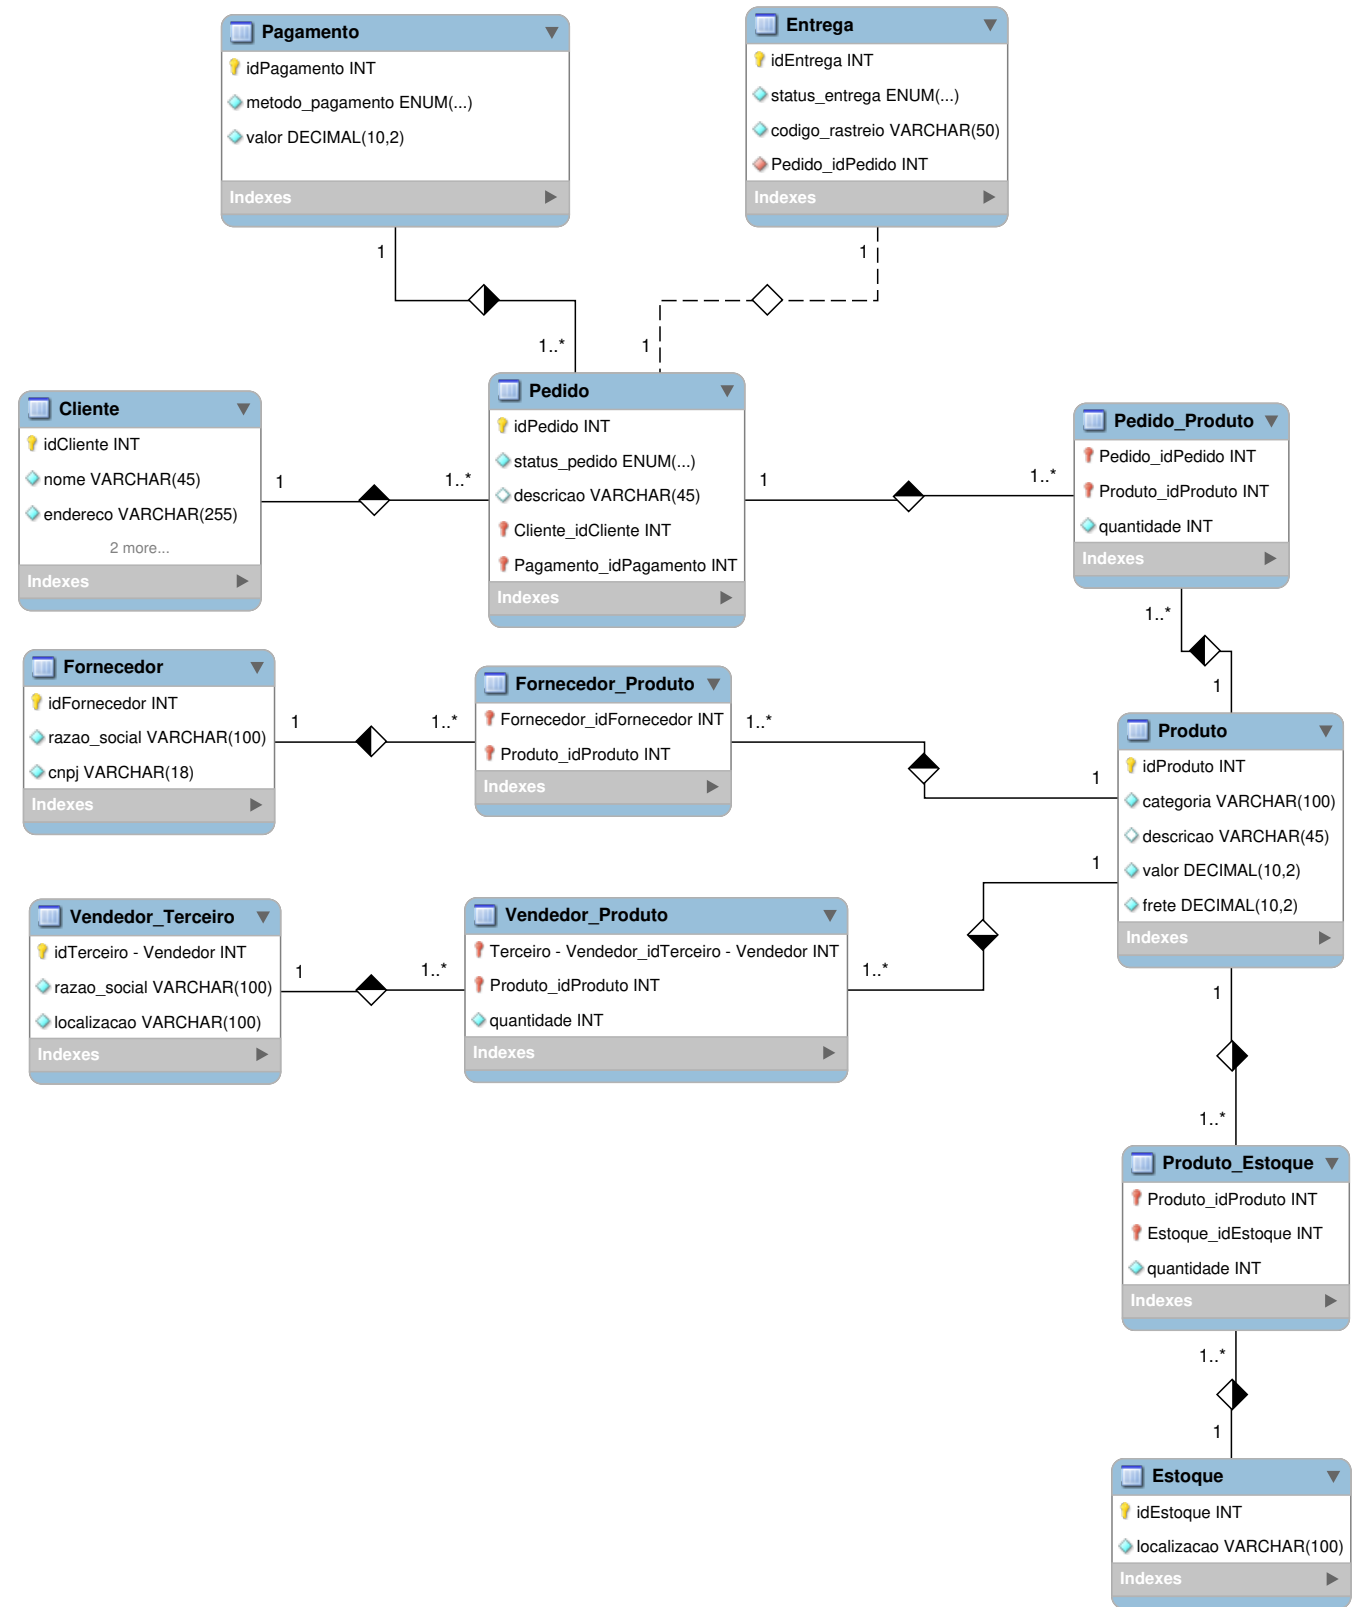 Pagamento
idPagamento INT
metodo_pagamento ENUM(...)
valor DECIMAL(10,2)
Indexes
Entrega
idEntrega INT
status_entrega ENUM(...)
codigo_rastreio VARCHAR(50)
Pedido_idPedido INT
Indexes
1
1
1..*
1
Cliente
idCliente INT
nome VARCHAR(45)
endereco VARCHAR(255)
2 more...
Indexes
1
1..*
Pedido
idPedido INT
status_pedido ENUM(...)
descricao VARCHAR(45)
Cliente_idCliente INT
Pagamento_idPagamento INT
Indexes
1
1..*
Pedido_Produto
Pedido_idPedido INT
Produto_idProduto INT
quantidade INT
Indexes
1..*
1
Fornecedor
idFornecedor INT
razao_social VARCHAR(100)
cnpj VARCHAR(18)
Indexes
1
1..*
Fornecedor_Produto
Fornecedor_idFornecedor INT
Produto_idProduto INT
Indexes
1..*
1
Produto
idProduto INT
categoria VARCHAR(100)
descricao VARCHAR(45)
valor DECIMAL(10,2)
frete DECIMAL(10,2)
Indexes
1
Vendedor_Terceiro
idTerceiro - Vendedor INT
razao_social VARCHAR(100)
localizacao VARCHAR(100)
Indexes
1
1..*
Vendedor_Produto
Terceiro - Vendedor_idTerceiro - Vendedor INT
Produto_idProduto INT
quantidade INT
Indexes
1..*
1
1..*
Produto_Estoque
Produto_idProduto INT
Estoque_idEstoque INT
quantidade INT
Indexes
1..*
1
Estoque
idEstoque INT
localizacao VARCHAR(100)
Indexes